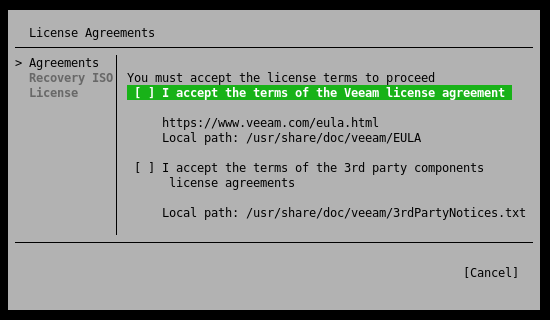 License Agreements
> Agreements
Recovery ISO
License
You must accept the license terms to proceed
[ ] I accept the terms of the Veeam license agreement
https://www.veeam.com/eula.html
Local path: /usr/share/doc/veeam/EULA
[ ] I accept the terms of the 3rd party components
license agreements
Local path: /usr/share/doc/veeam/3rdPartyNotices.txt
[Cancel]